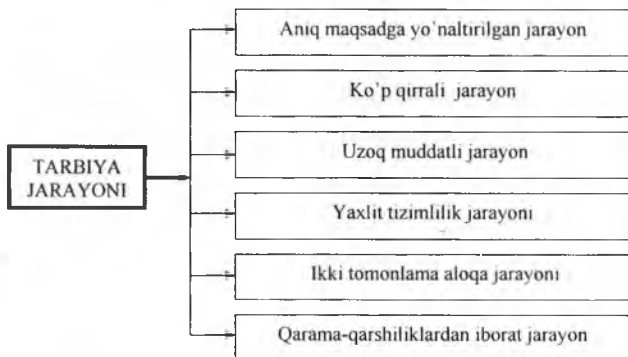 Aniq maqsadga yo'naltirilgan jarayon
Ko'p qirrali jarayon
Uzoq muddatli jarayon
TARBIYA
JARAYONI
Yaxlit tizimlilik jarayoni
Ikki tomonlama aloqa jarayoni
Qarama-qarshiliklardan iborat jarayon